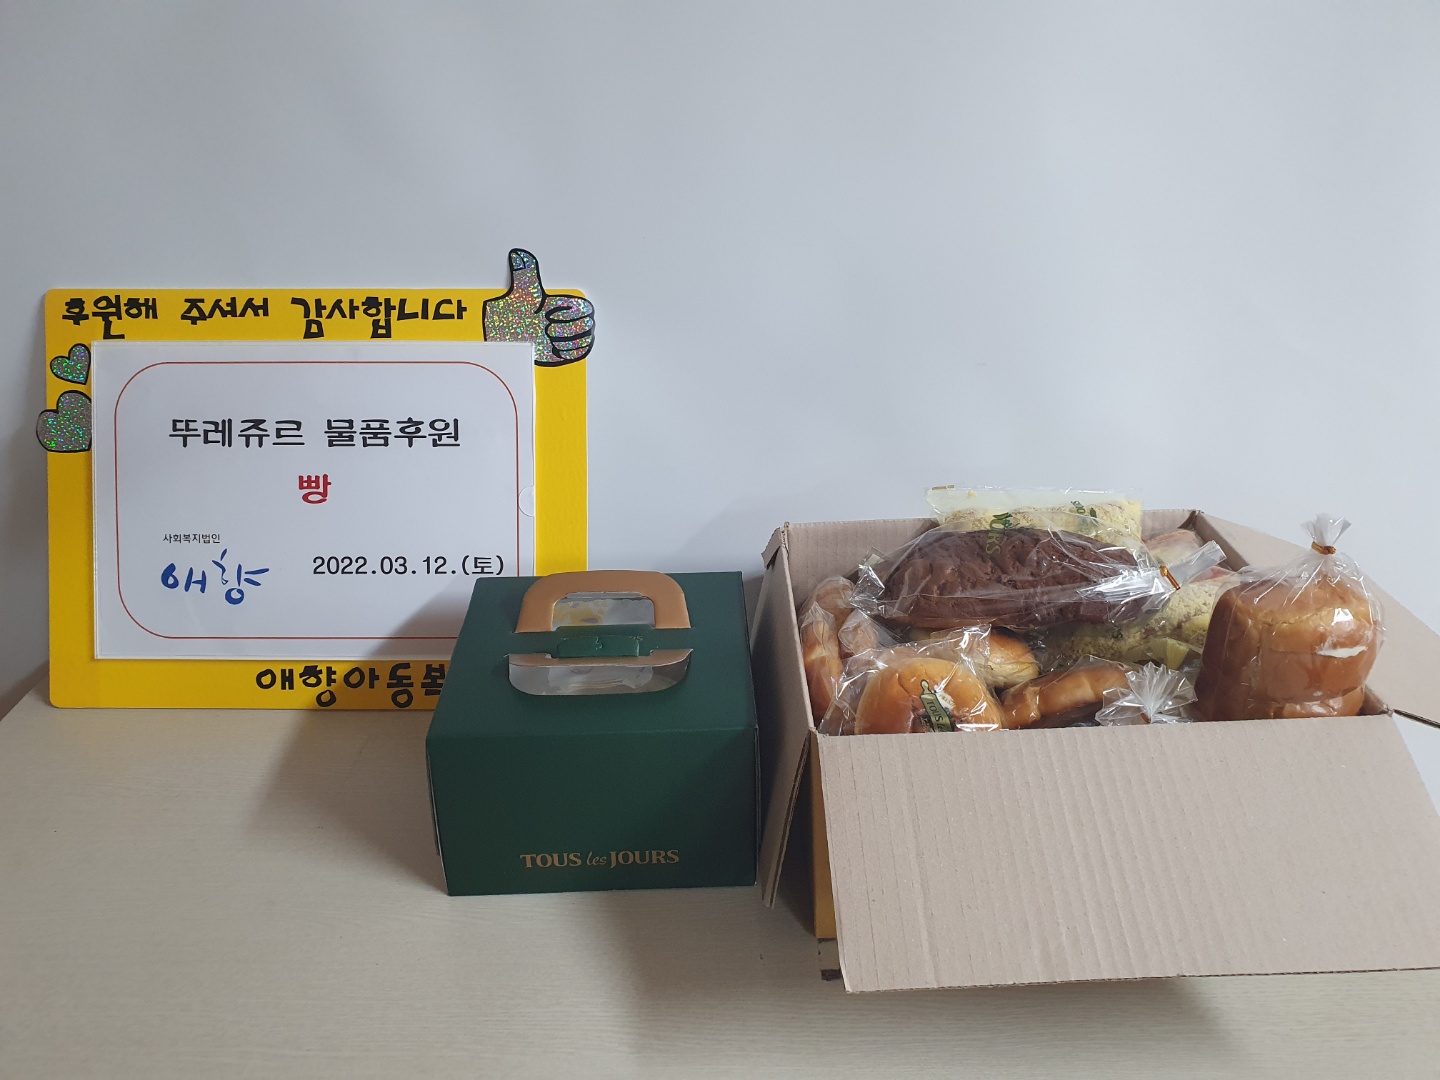 후원해 주셔서 감사합니다
뚜레쥬르 물품후원
빵
사회복지법인
애향
2022.03.12.(토)
애향아동복
TOUS les JOURS
TOUS